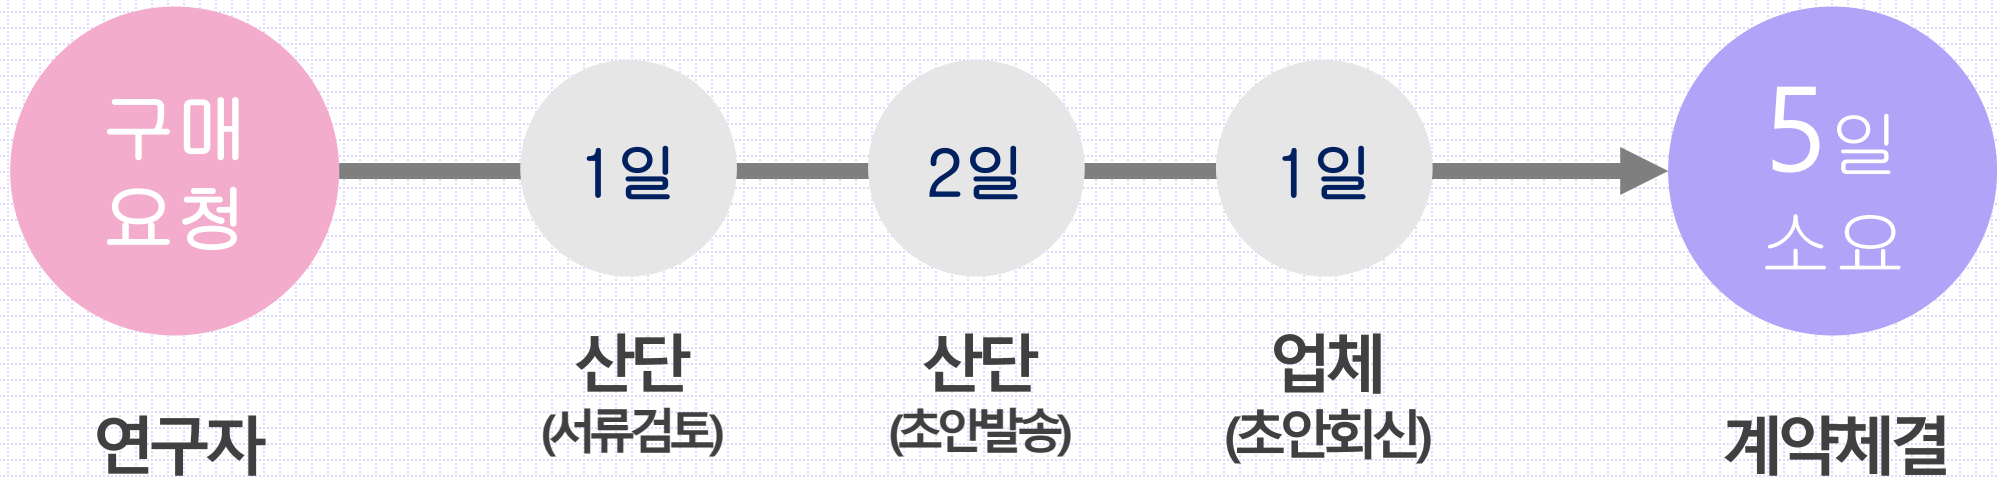 구매
요청
1일
2일
1일
5일
소요
연구자
산단
(서류검토)
산단
(초안발송)
업체
(초안회신)
계약체결